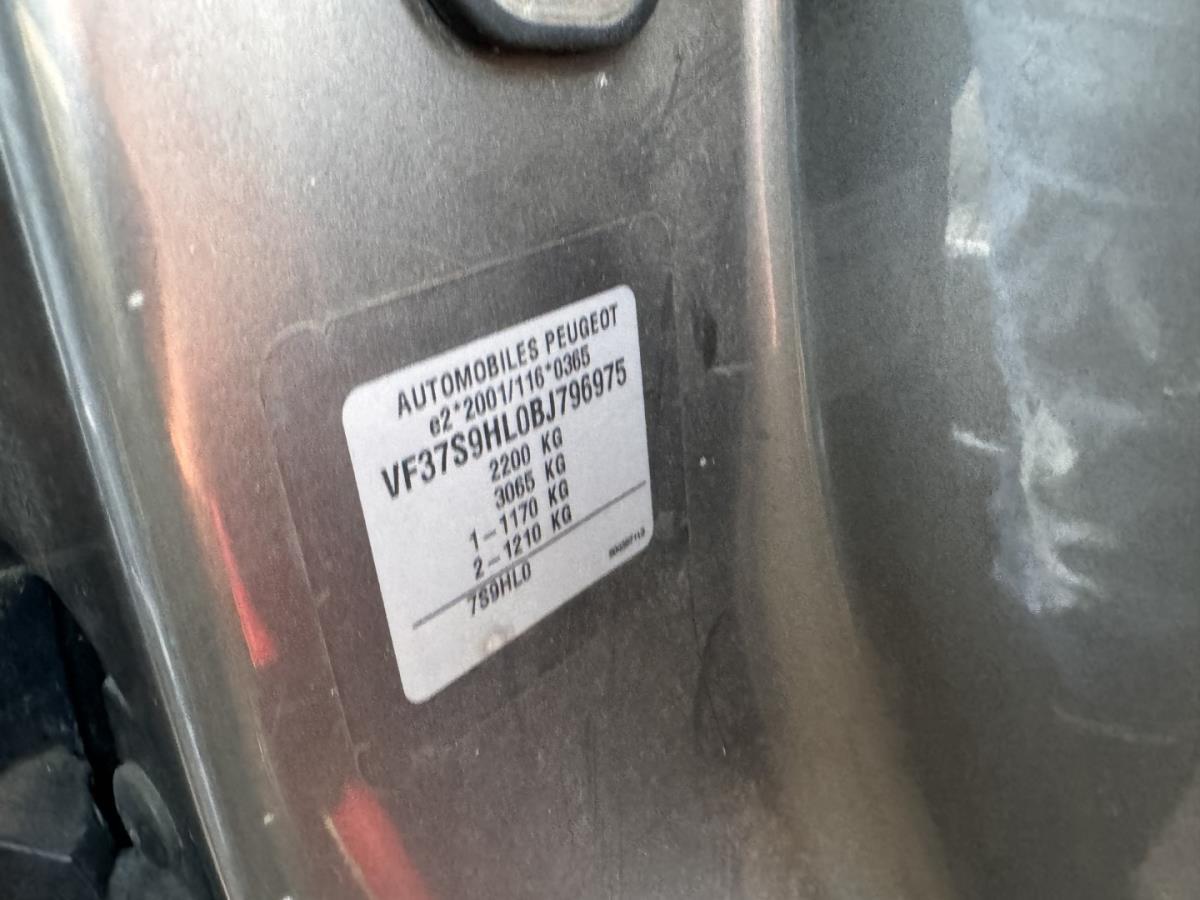 AUTOMOBILES PEUGEOT
e2*2001/116*0365
VF37S9HL0BJ796975
2200 KG
3065 KG
1-1170 KG
2-1210 KG
7S9HL0